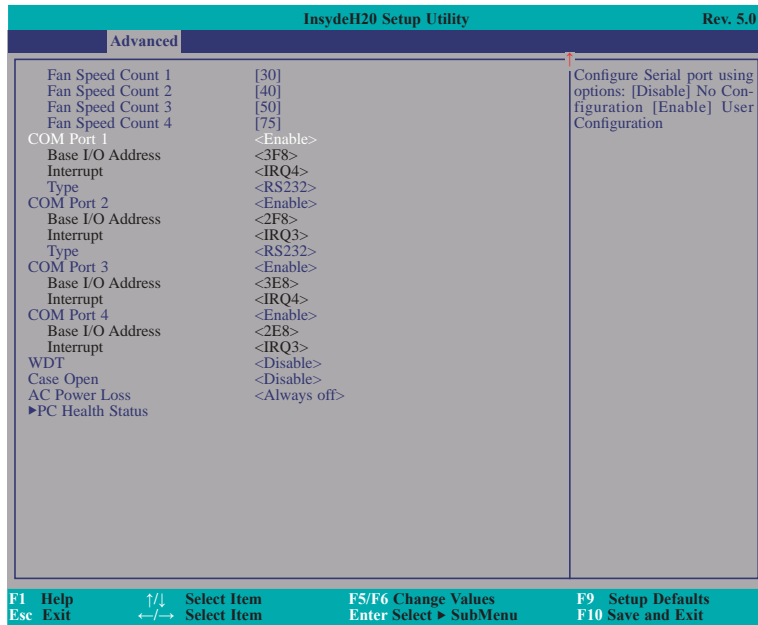 InsydeH20 Setup Utility Rev. 5.0
Advanced
Fan Speed Count 1 [30]
Fan Speed Count 2 [40]
Fan Speed Count 3 [50]
Fan Speed Count 4 [75]
COM Port 1 <Enable>
Base I/O Address <3F8>
Interrupt <IRQ4>
Type <RS232>
COM Port 2 <Enable>
Base I/O Address <2F8>
Interrupt <IRQ3>
Type <RS232>
COM Port 3 <Enable>
Base I/O Address <3E8>
Interrupt <IRQ4>
COM Port 4 <Enable>
Base I/O Address <2E8>
Interrupt <IRQ3>
WDT <Disable>
Case Open <Disable>
AC Power Loss <Always off>
▶PC Health Status
↑
Configure Serial port using
options: [Disable] No Con-
figuration [Enable] User
Configuration
F1 Help ↑/↓ Select Item F5/F6 Change Values F9 Setup Defaults
Esc Exit ←/→ Select Item Enter Select ▶ SubMenu F10 Save and Exit